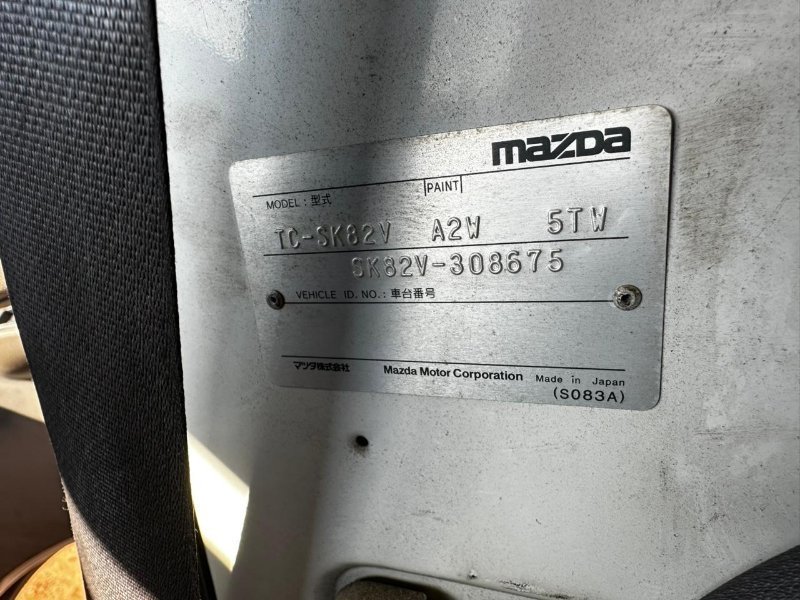 mazda
MODEL : 型式 PAINT
TC-SK82V A2W 5TW
SK82V-308675
VEHICLE ID. NO. : 車台番号
マツダ株式会社 Mazda Motor Corporation Made in Japan
(S083A)